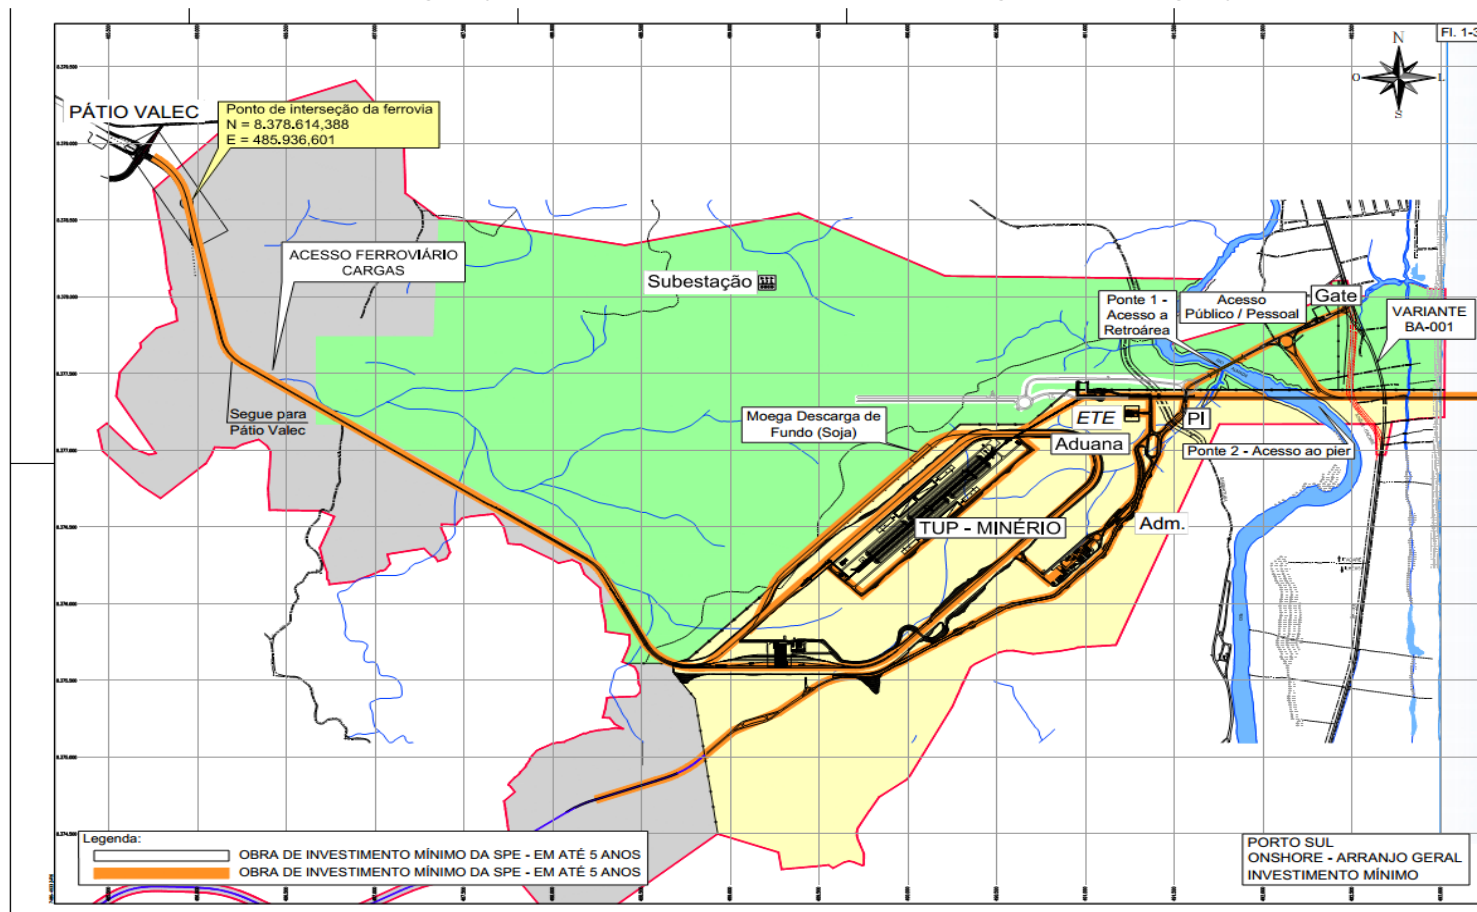 Fl. 1-3
N
O
L
S
PÁTIO VALEC
Ponto de interseção da ferrovia
N = 8.378.614,388
E = 485.936,601
ACESSO FERROVIÁRIO
CARGAS
Subestação
Ponte 1 -
Acesso a
Retroárea
Acesso
Público / Pessoal
Gate
VARIANTE
BA-001
Segue para
Pátio Valec
Moega Descarga de
Fundo (Soja)
ETE
PI
Aduana
Ponte 2 - Acesso ao pier
TUP - MINÉRIO
Adm.
Legenda:
OBRA DE INVESTIMENTO MÍNIMO DA SPE - EM ATÉ 5 ANOS
OBRA DE INVESTIMENTO MÍNIMO DA SPE - EM ATÉ 5 ANOS
PORTO SUL
ONSHORE - ARRANJO GERAL
INVESTIMENTO MÍNIMO